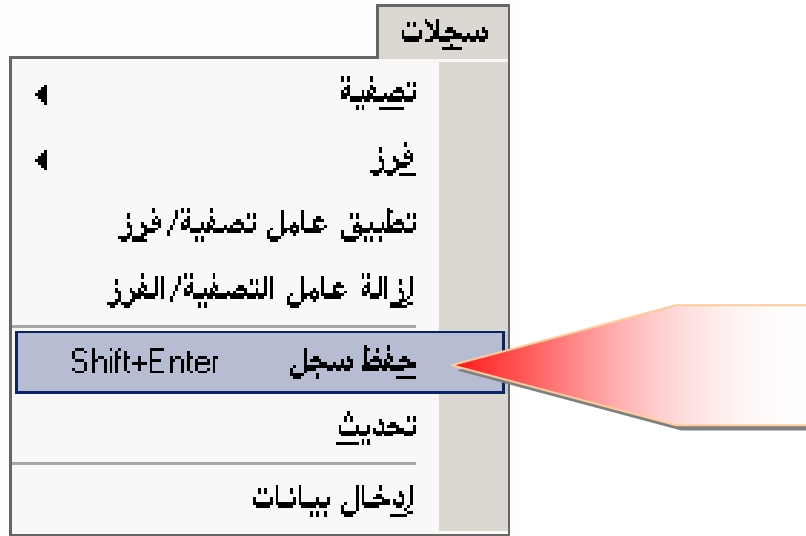 سجلات
تصفية
فرز
تطبيق عامل تصفية/فرز
إزالة عامل التصفية/الفرز
حفظ سجل Shift+Enter
تحديث
إدخال بيانات